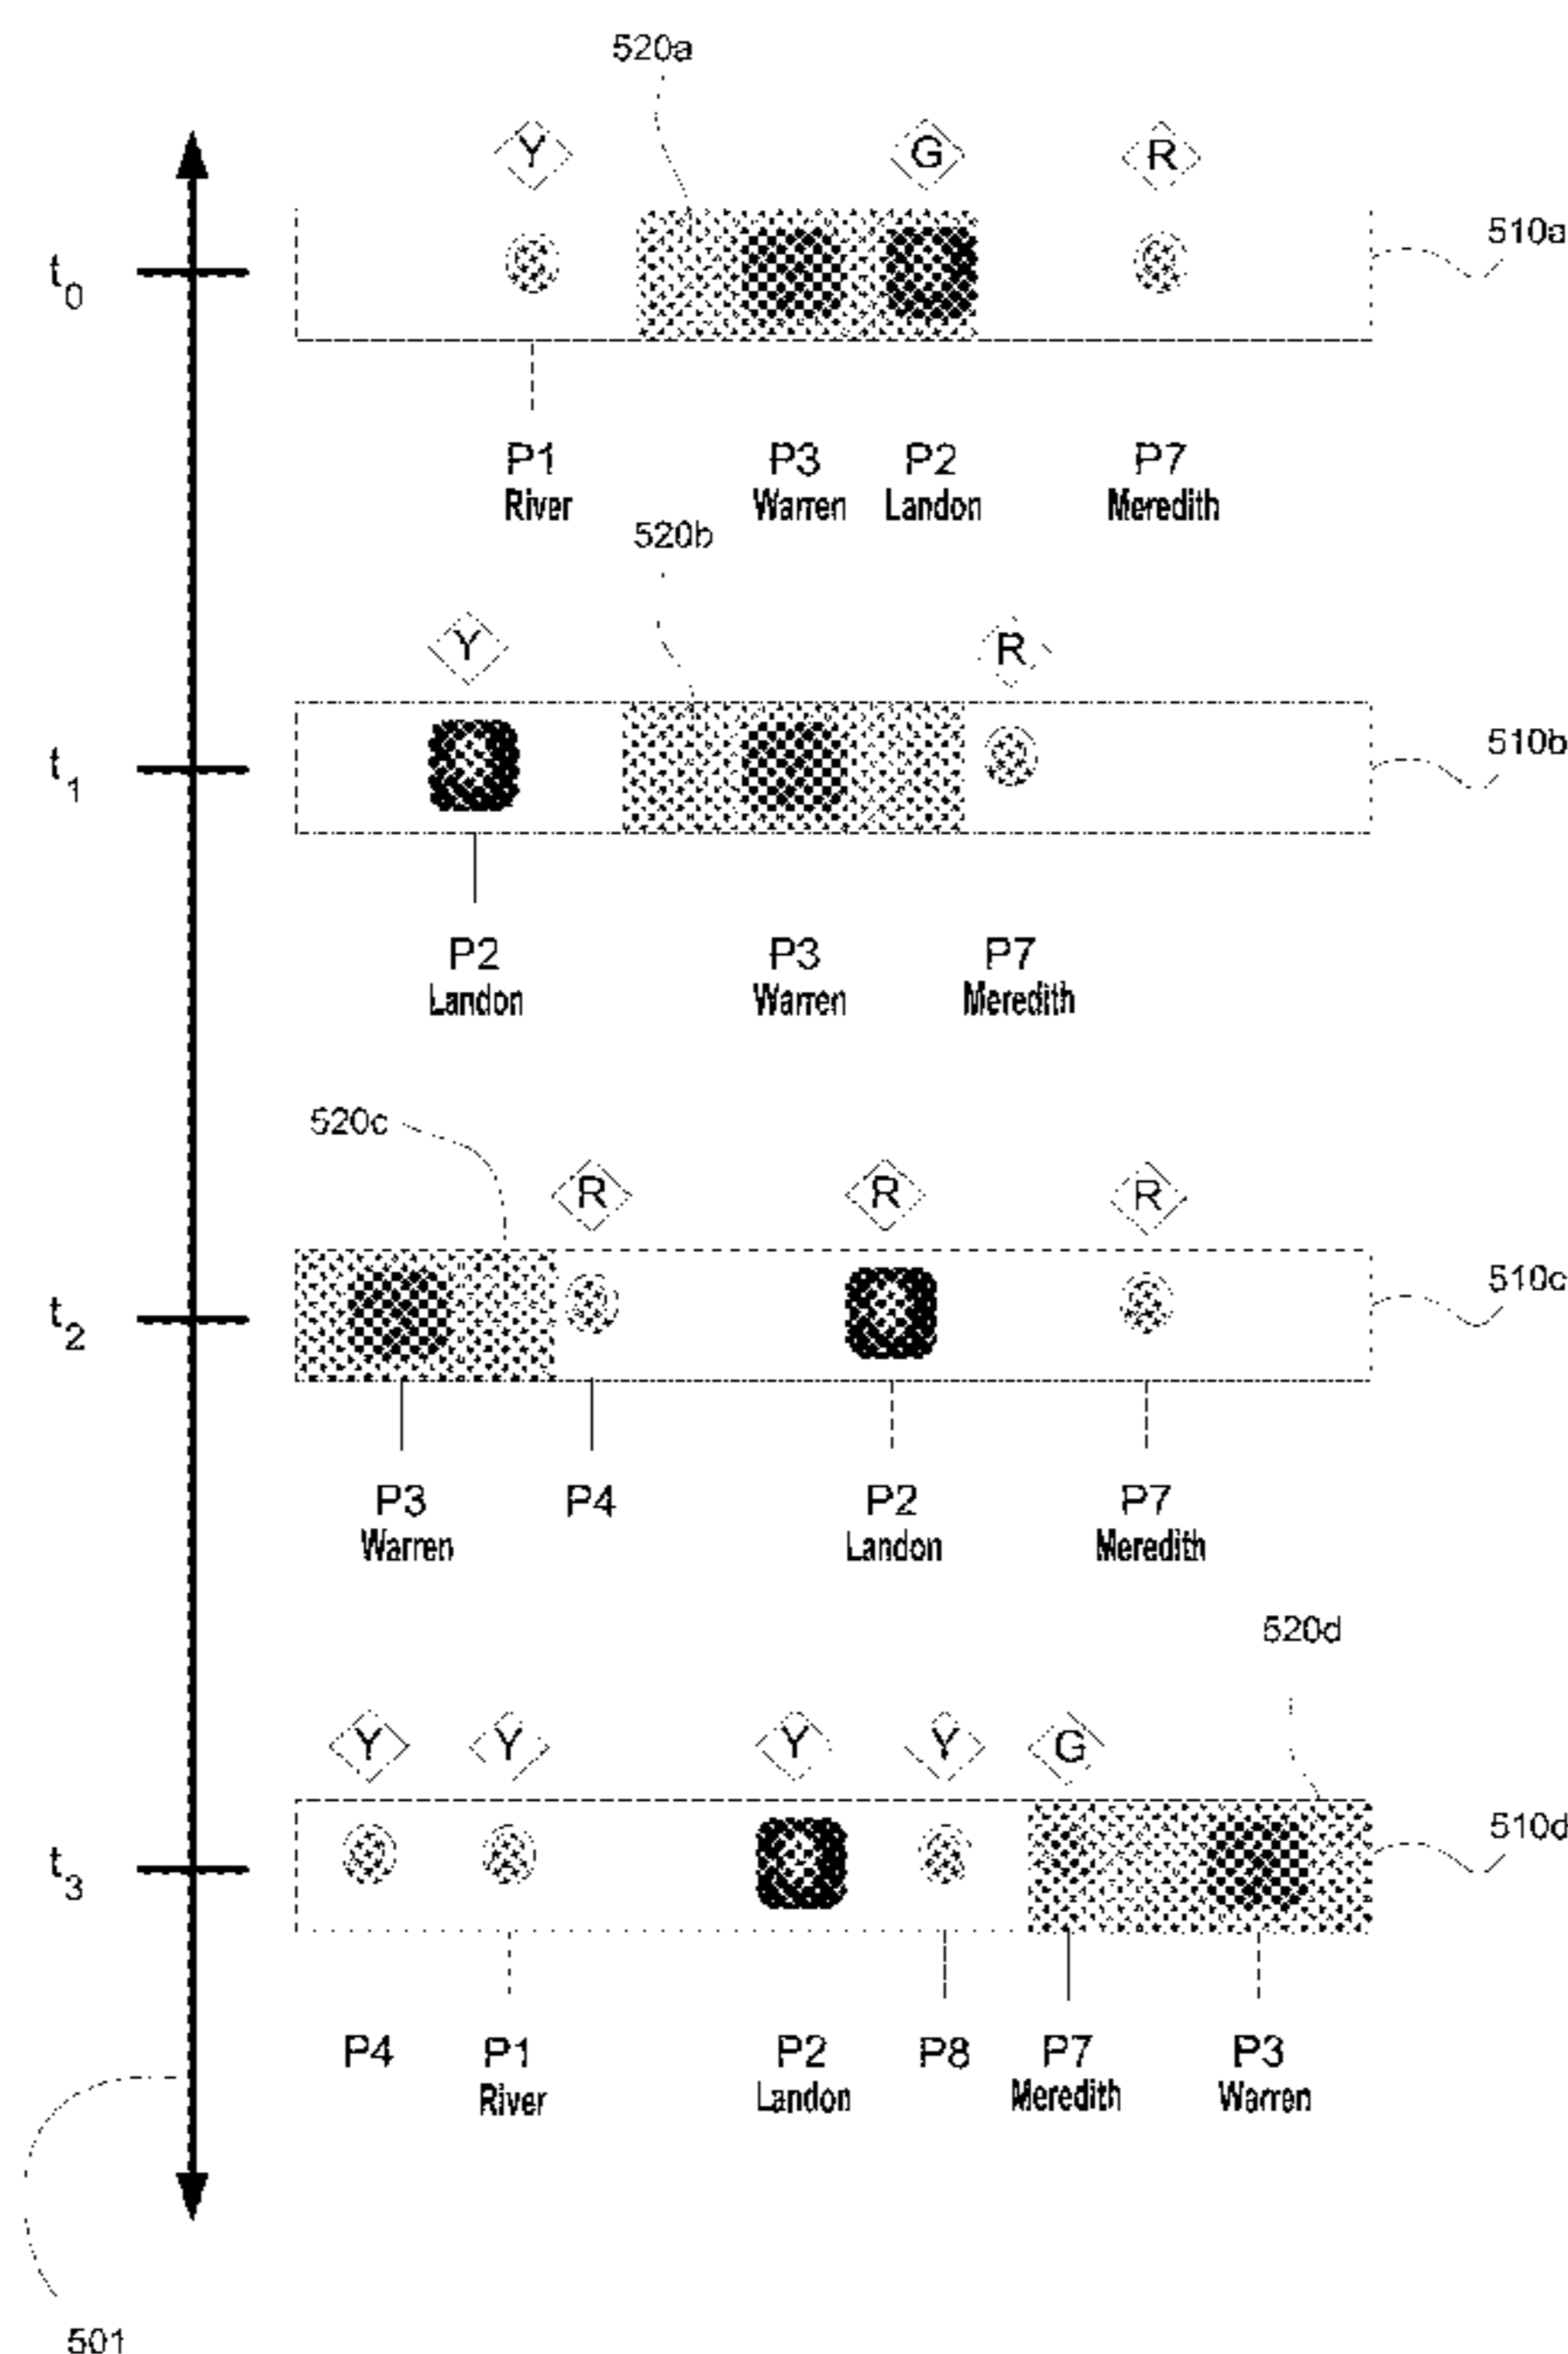 520a
Y G R
510a
t0
P1 P3 P2 P7
River Warren Landon Meredith
520b
Y R
510b
t1
P2 P3 P7
Landon Warren Meredith
520c
R R R
510c
t2
P3 P4 P2 P7
Warren Landon Meredith
520d
Y Y Y Y G
510d
t3
P4 P1 P2 P8 P7 P3
River Landon Meredith Warren
501